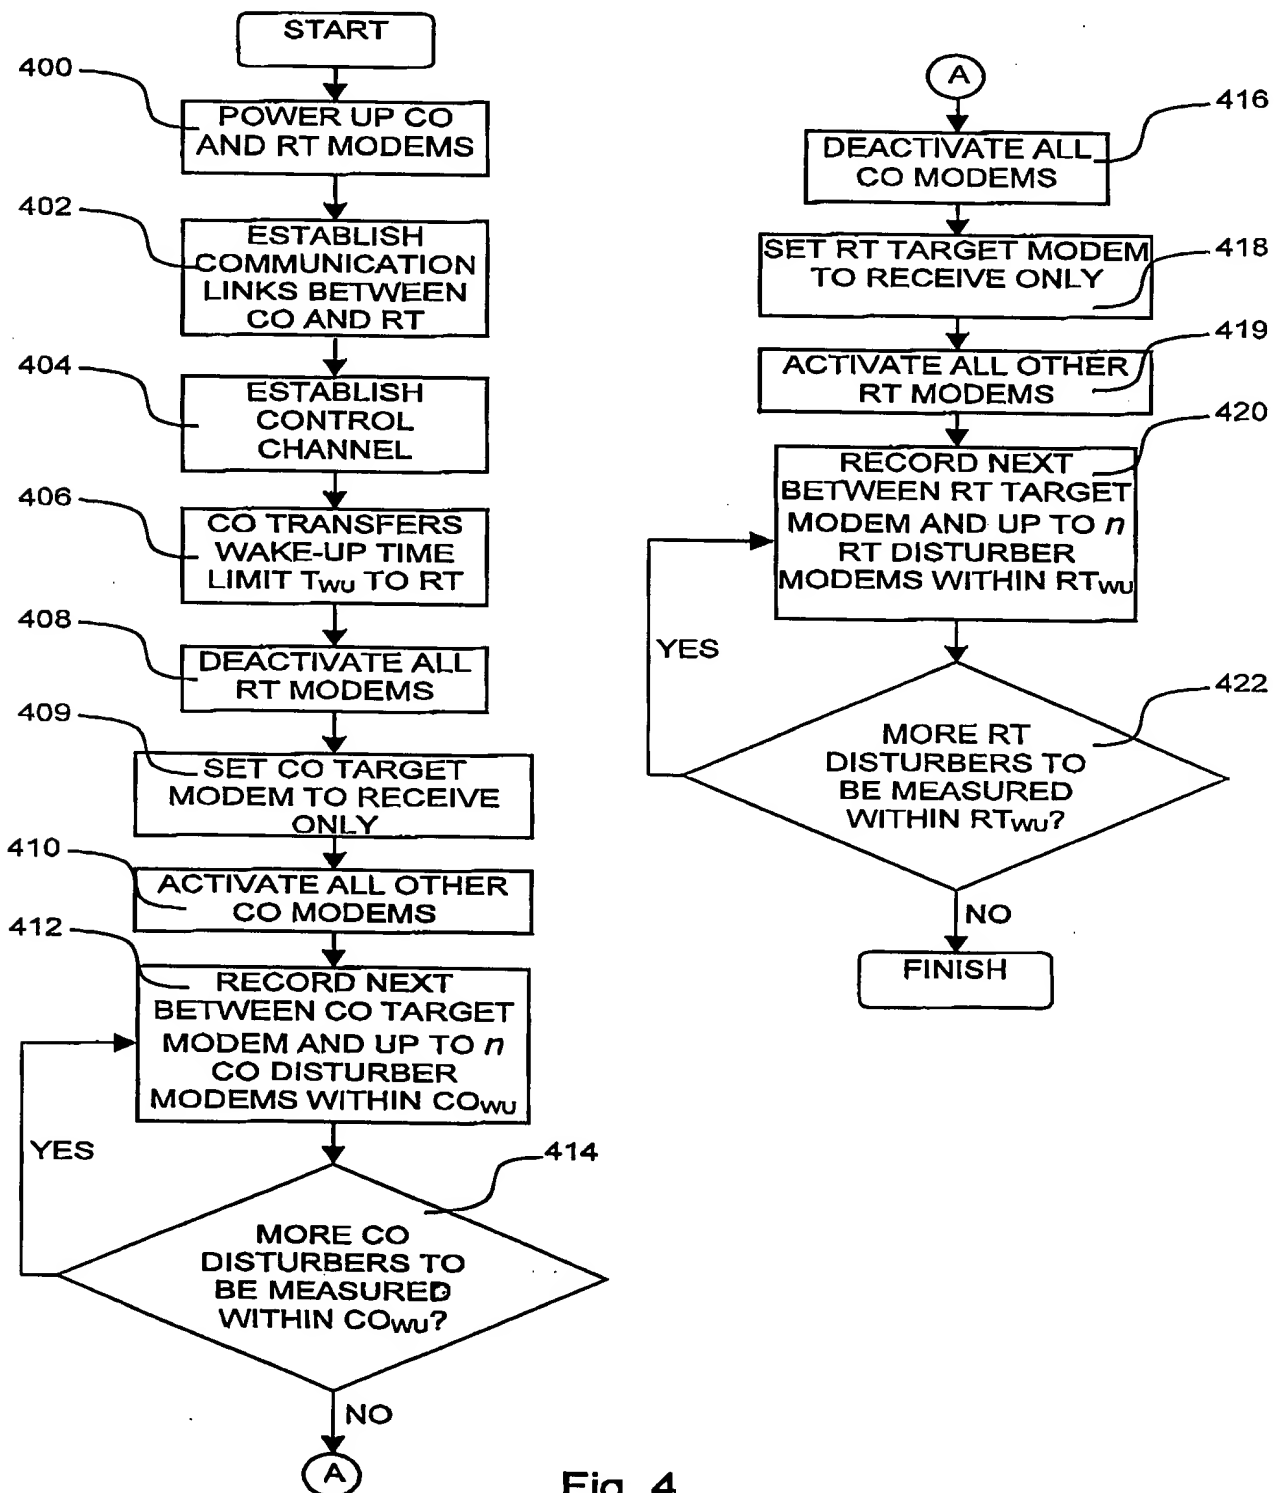 START
400
POWER UP CO
AND RT MODEMS
402
ESTABLISH
COMMUNICATION
LINKS BETWEEN
CO AND RT
404
ESTABLISH
CONTROL
CHANNEL
406
CO TRANSFERS
WAKE-UP TIME
LIMIT TWU TO RT
408
DEACTIVATE ALL
RT MODEMS
409
SET CO TARGET
MODEM TO RECEIVE
ONLY
410
ACTIVATE ALL OTHER
CO MODEMS
412
RECORD NEXT
BETWEEN CO TARGET
MODEM AND UP TO n
CO DISTURBER
MODEMS WITHIN COWU
YES
414
MORE CO
DISTURBERS TO
BE MEASURED
WITHIN COWU?
NO
A
A
416
DEACTIVATE ALL
CO MODEMS
418
SET RT TARGET MODEM
TO RECEIVE ONLY
419
ACTIVATE ALL OTHER
RT MODEMS
420
RECORD NEXT
BETWEEN RT TARGET
MODEM AND UP TO n
RT DISTURBER
MODEMS WITHIN RTWU
YES
422
MORE RT
DISTURBERS TO
BE MEASURED
WITHIN RTWU?
NO
FINISH
Fig. 4